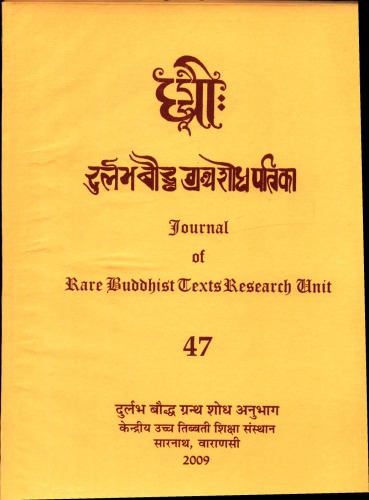 धीः
दुर्लभ बौद्ध ग्रन्थ शोध पत्रिका
Journal
of
Rare Buddhist Texts Research Unit
47
दुर्लभ बौद्ध ग्रन्थ शोध अनुभाग
केन्द्रीय उच्च तिब्बती शिक्षा संस्थान
सारनाथ, वाराणसी
2009